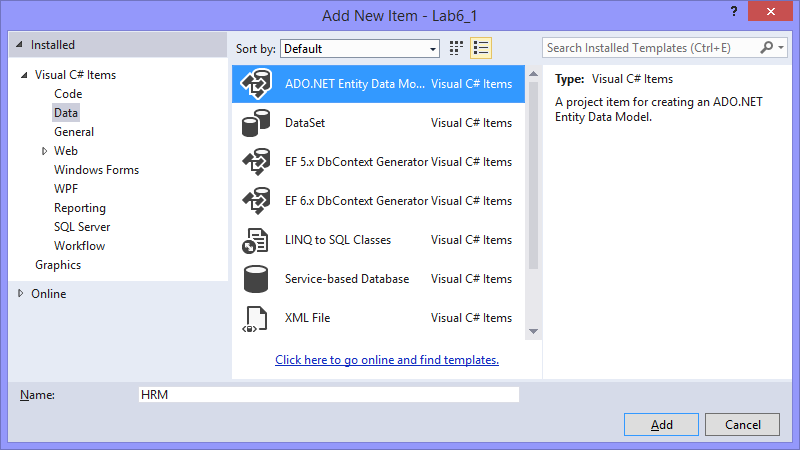 Add New Item - Lab6_1
?
Installed
Visual C# Items
Code
Data
General
Web
Windows Forms
WPF
Reporting
SQL Server
Workflow
Graphics
Online
Sort by: Default
Search Installed Templates (Ctrl+E)
ADO.NET Entity Data Mo... Visual C# Items
DataSet Visual C# Items
EF 5.x DbContext Generator Visual C# Items
EF 6.x DbContext Generator Visual C# Items
LINQ to SQL Classes Visual C# Items
Service-based Database Visual C# Items
XML File Visual C# Items
Click here to go online and find templates.
Type: Visual C# Items
A project item for creating an ADO.NET
Entity Data Model.
Name: HRM
Add Cancel